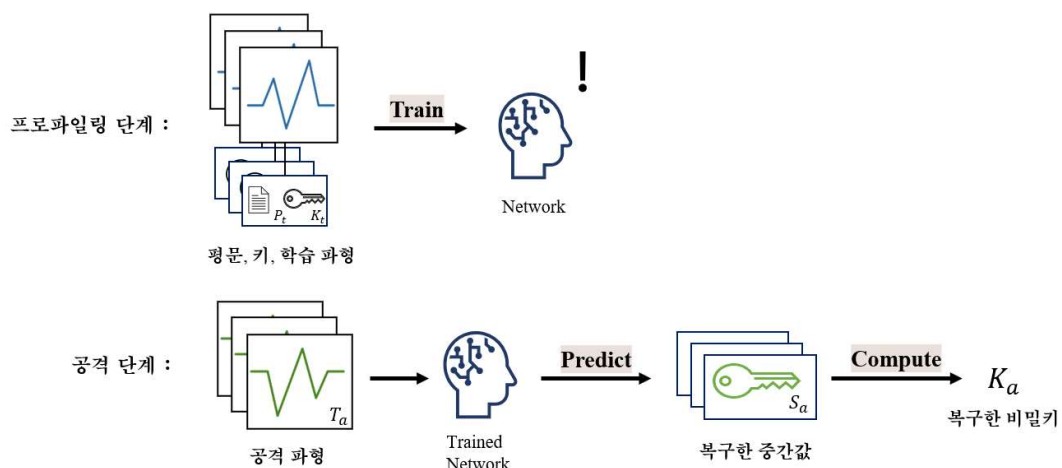 !
Train
프로파일링 단계 :
Network
P_t K_t
평문, 키, 학습 파형
공격 단계 :
T_a
Predict
S_a
Compute
K_a
복구한 비밀키
공격 파형
Trained
Network
복구한 중간값